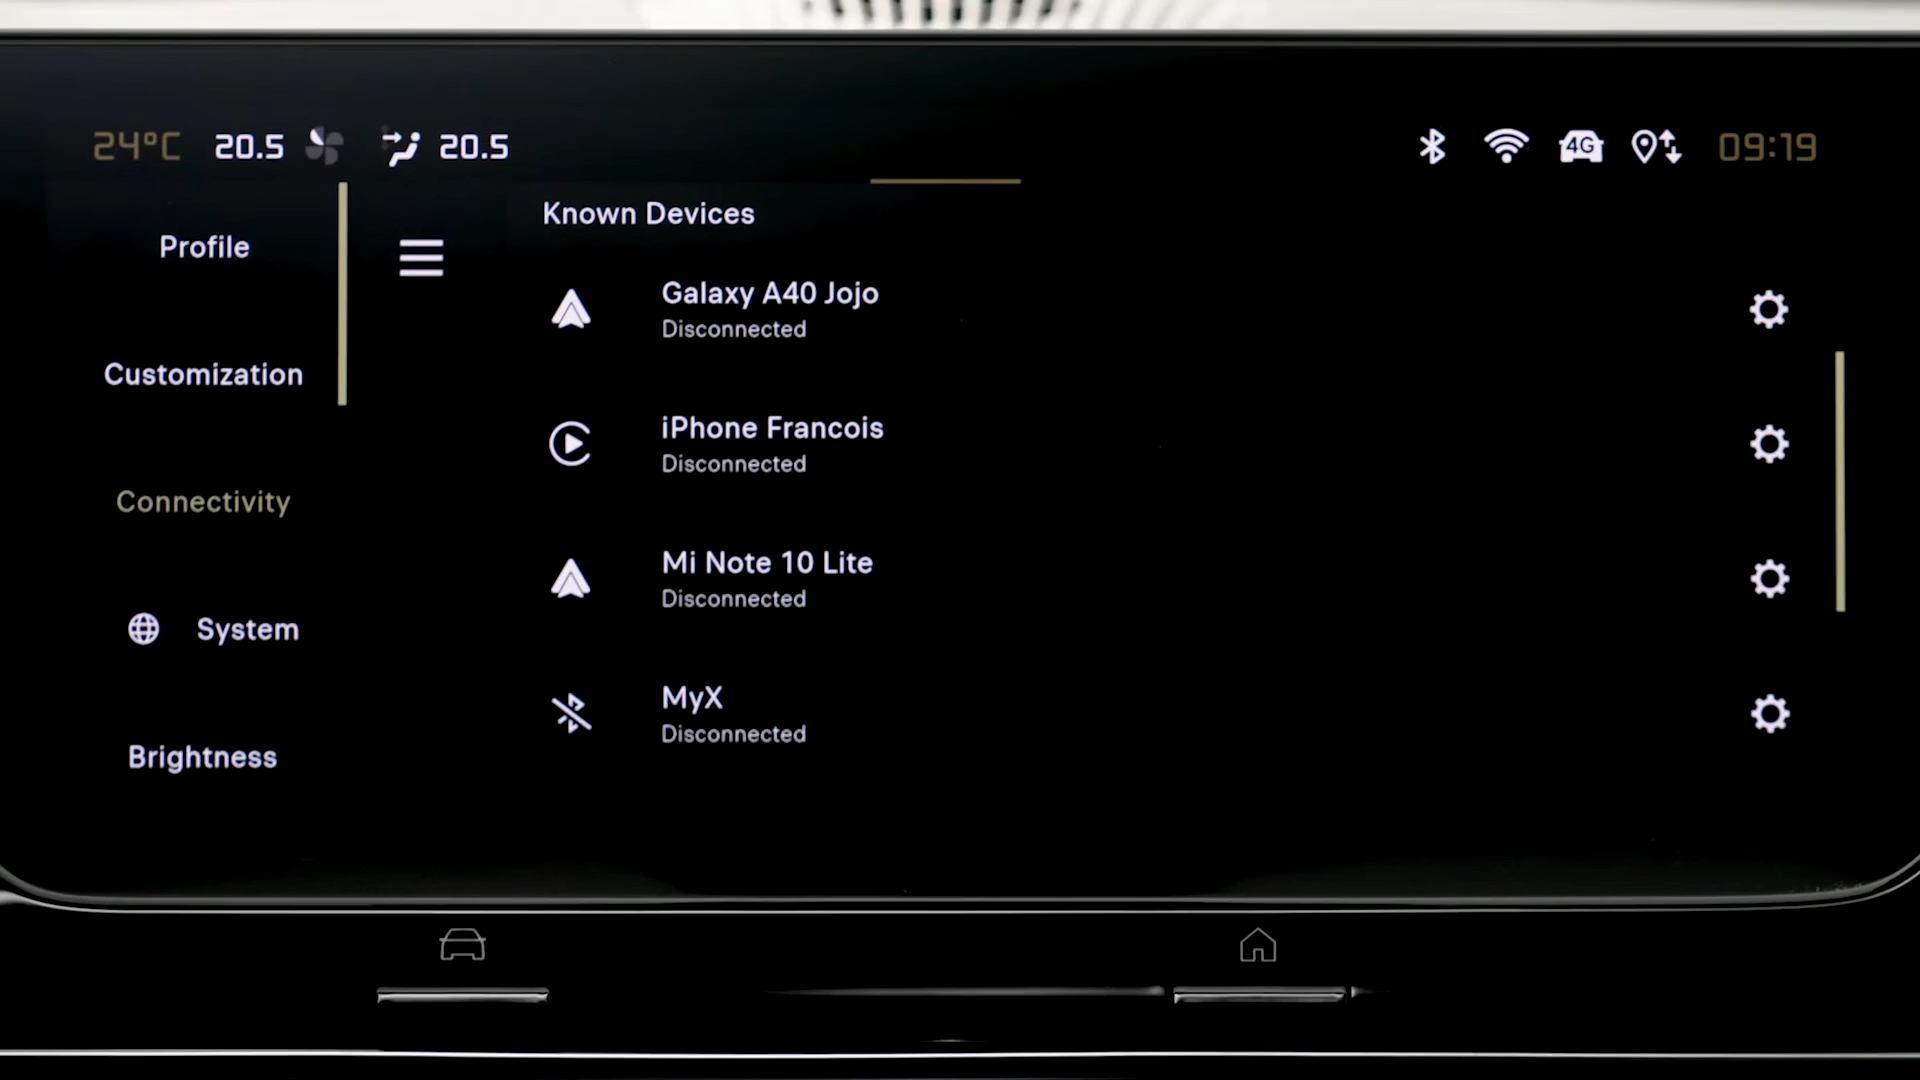 24°C 20.5 20.5 4G 09:19
Known Devices
Profile
Galaxy A40 Jojo
Disconnected
Customization
iPhone Francois
Disconnected
Connectivity
Mi Note 10 Lite
Disconnected
System
MyX
Disconnected
Brightness